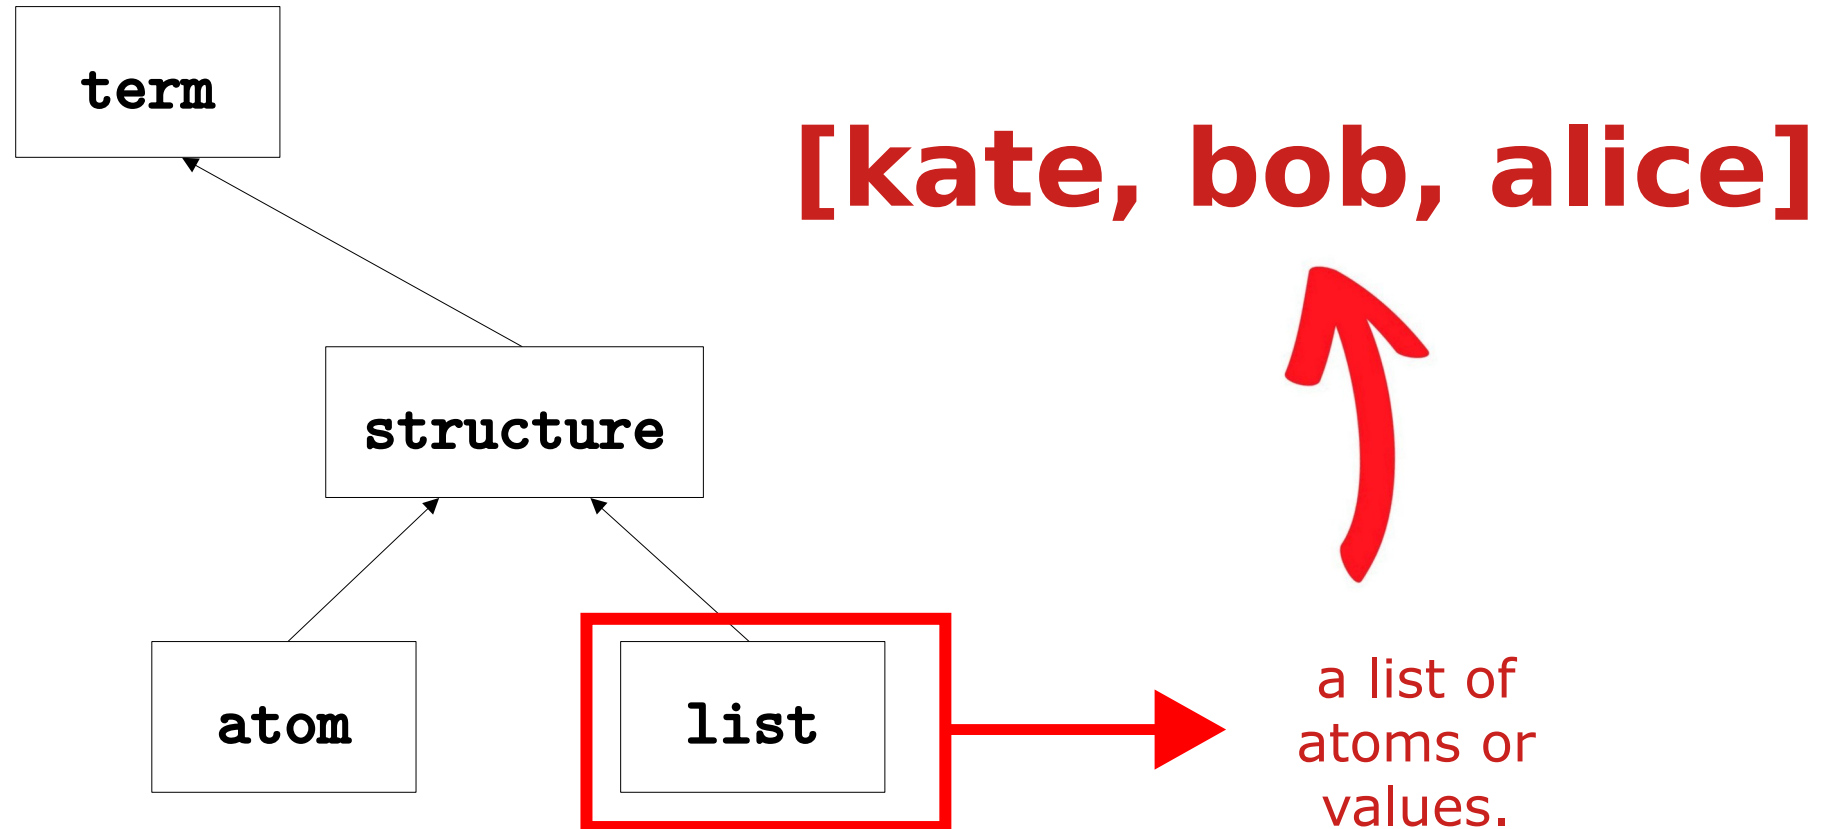 term
[kate, bob, alice]
structure
atom
list
a list of
atoms or
values.